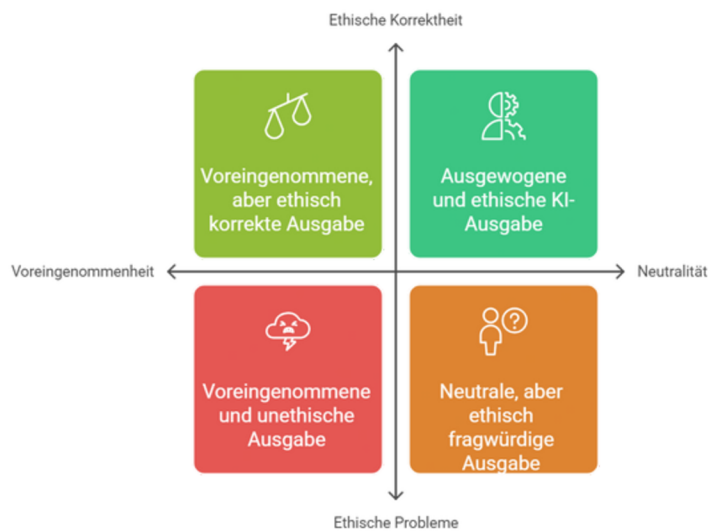 Ethische Korrektheit
Voreingenommene,
aber ethisch
korrekte Ausgabe
Ausgewogene
und ethische KI-
Ausgabe
Voreingenommenheit
Neutralität
Voreingenommene
und unethische
Ausgabe
Neutrale, aber
ethisch
fragwürdige
Ausgabe
Ethische Probleme